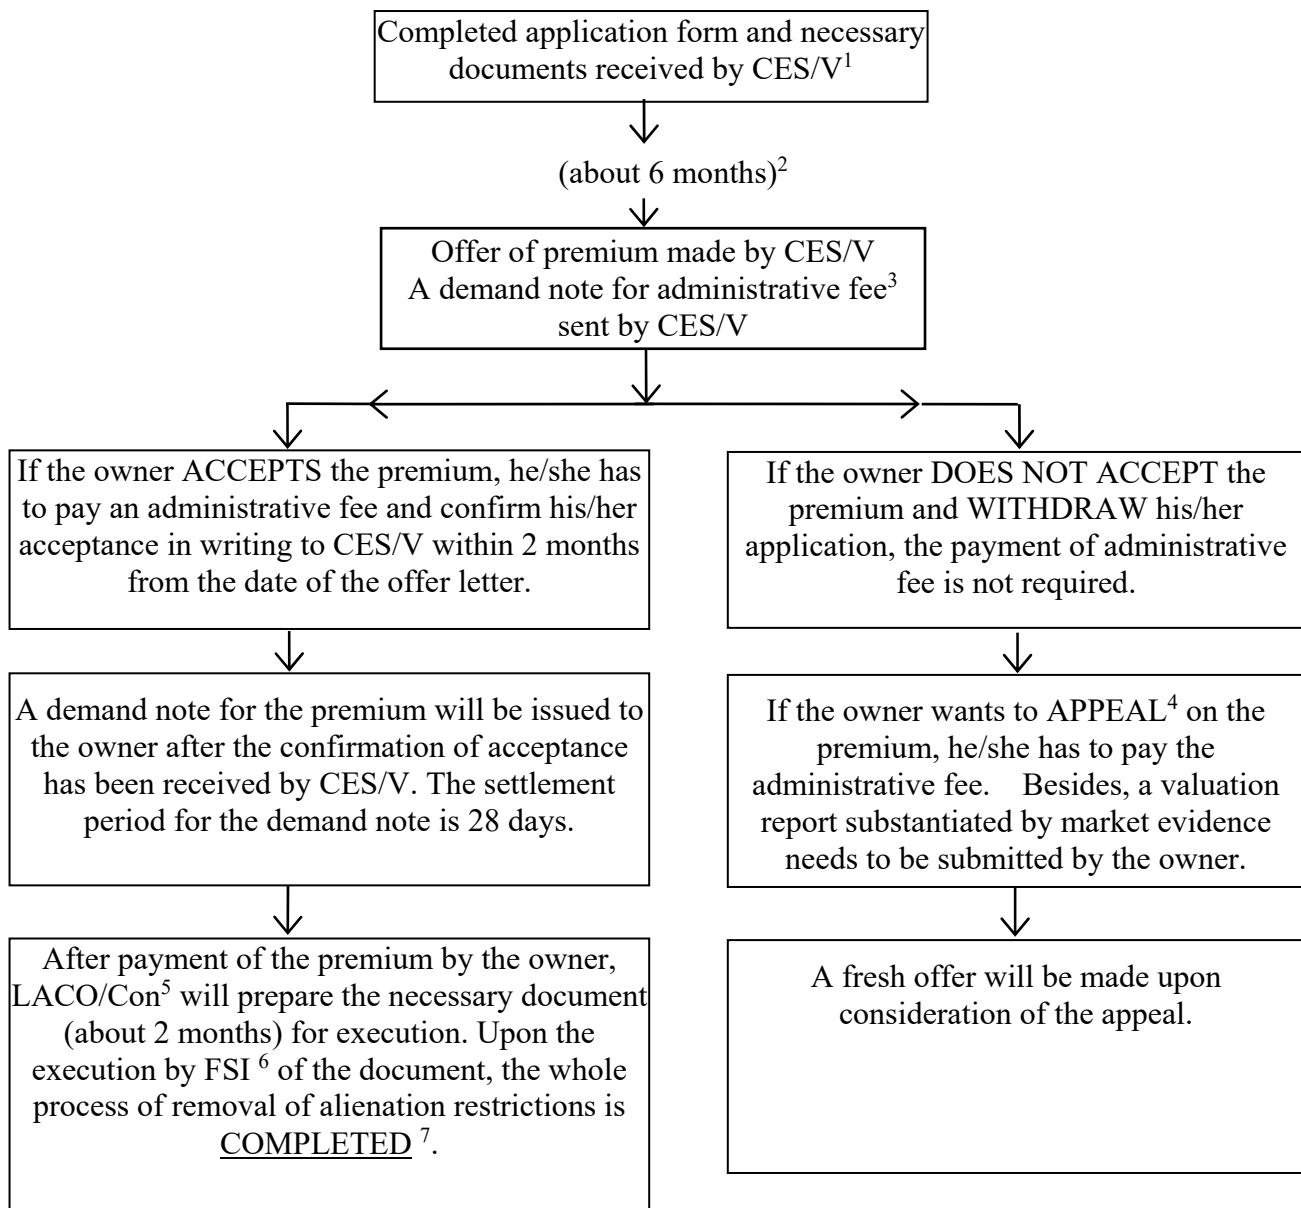 Completed application form and necessary
documents received by CES/V¹
(about 6 months)²
Offer of premium made by CES/V
A demand note for administrative fee³
sent by CES/V
If the owner ACCEPTS the premium, he/she has
to pay an administrative fee and confirm his/her
acceptance in writing to CES/V within 2 months
from the date of the offer letter.
If the owner DOES NOT ACCEPT the
premium and WITHDRAW his/her
application, the payment of administrative
fee is not required.
A demand note for the premium will be issued to
the owner after the confirmation of acceptance
has been received by CES/V. The settlement
period for the demand note is 28 days.
If the owner wants to APPEAL⁴ on the
premium, he/she has to pay the
administrative fee. Besides, a valuation
report substantiated by market evidence
needs to be submitted by the owner.
After payment of the premium by the owner,
LACO/Con⁵ will prepare the necessary document
(about 2 months) for execution. Upon the
execution by FSI ⁶ of the document, the whole
process of removal of alienation restrictions is
COMPLETED ⁷.
A fresh offer will be made upon
consideration of the appeal.